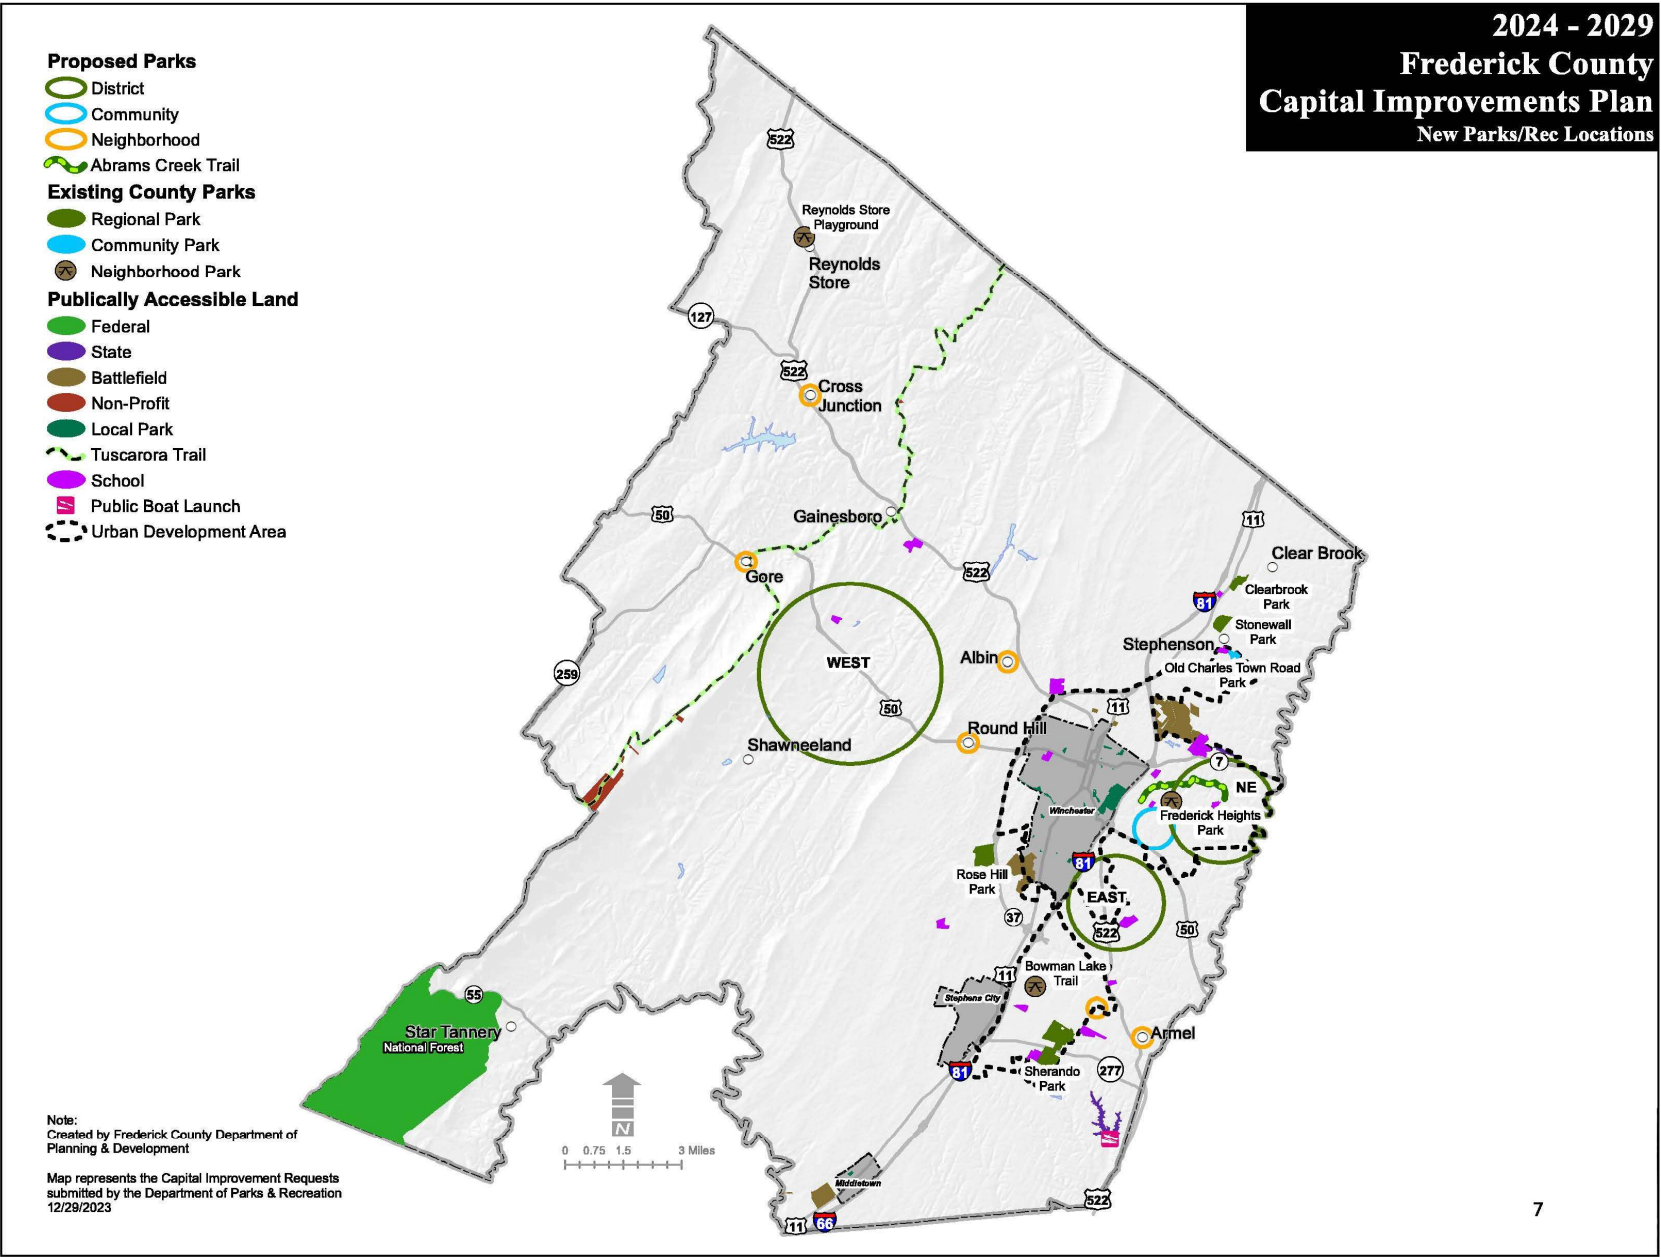 2024 - 2029
Frederick County
Capital Improvements Plan
New Parks/Rec Locations
Proposed Parks
District
Community
Neighborhood
Abrams Creek Trail
Existing County Parks
Regional Park
Community Park
Neighborhood Park
Publically Accessible Land
Federal
State
Battlefield
Non-Profit
Local Park
Tuscarora Trail
School
Public Boat Launch
Urban Development Area
522
Reynolds Store
Playground
Reynolds
Store
127
522
Cross
Junction
50
Gainesboro
11
Clear Brook
522
Gore
81
Clearbrook
Park
Stonewall
Park
Stephenson
Albin
WEST
259
Old Charles Town Road
Park
50
11
Round Hill
Shawneeland
7
NE
Winchester
Frederick Heights
Park
81
Rose Hill
Park
EAST
37
522
50
Bowman Lake
Trail
11
Stephens City
55
Star Tannery
National Forest
Armel
81
Sherando
Park
277
N
0 0.75 1.5 3 Miles
Middletown
522
11
66
Note:
Created by Frederick County Department of
Planning & Development
Map represents the Capital Improvement Requests
submitted by the Department of Parks & Recreation
12/29/2023
7